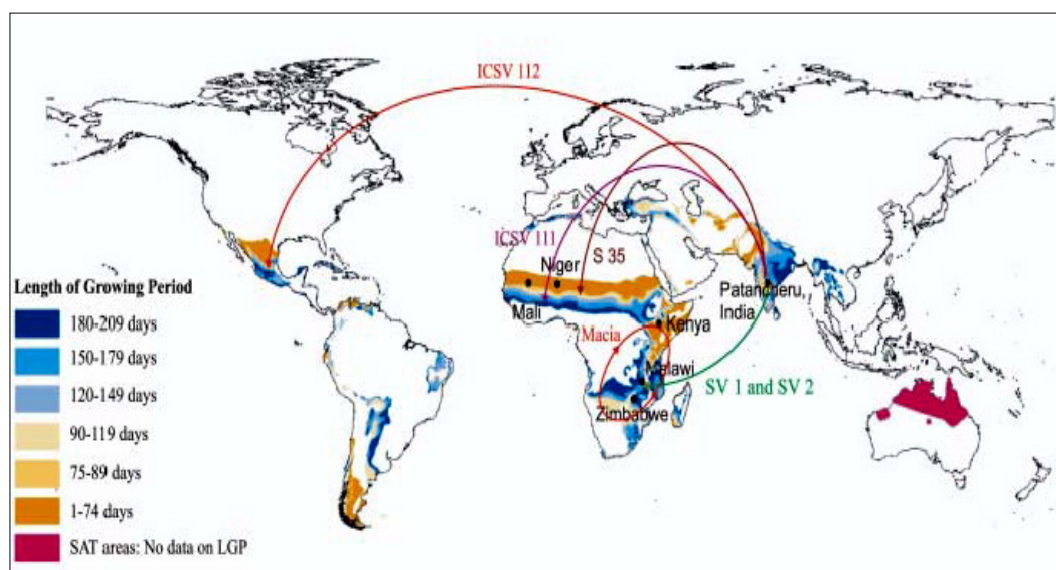 ICSV 112
ICSV 111
S 35
Niger
Mali
Patancheru,
India
Kenya
Macia
Malawi
SV 1 and SV 2
Zimbabwe
Length of Growing Period
180-209 days
150-179 days
120-149 days
90-119 days
75-89 days
1-74 days
SAT areas: No data on LGP